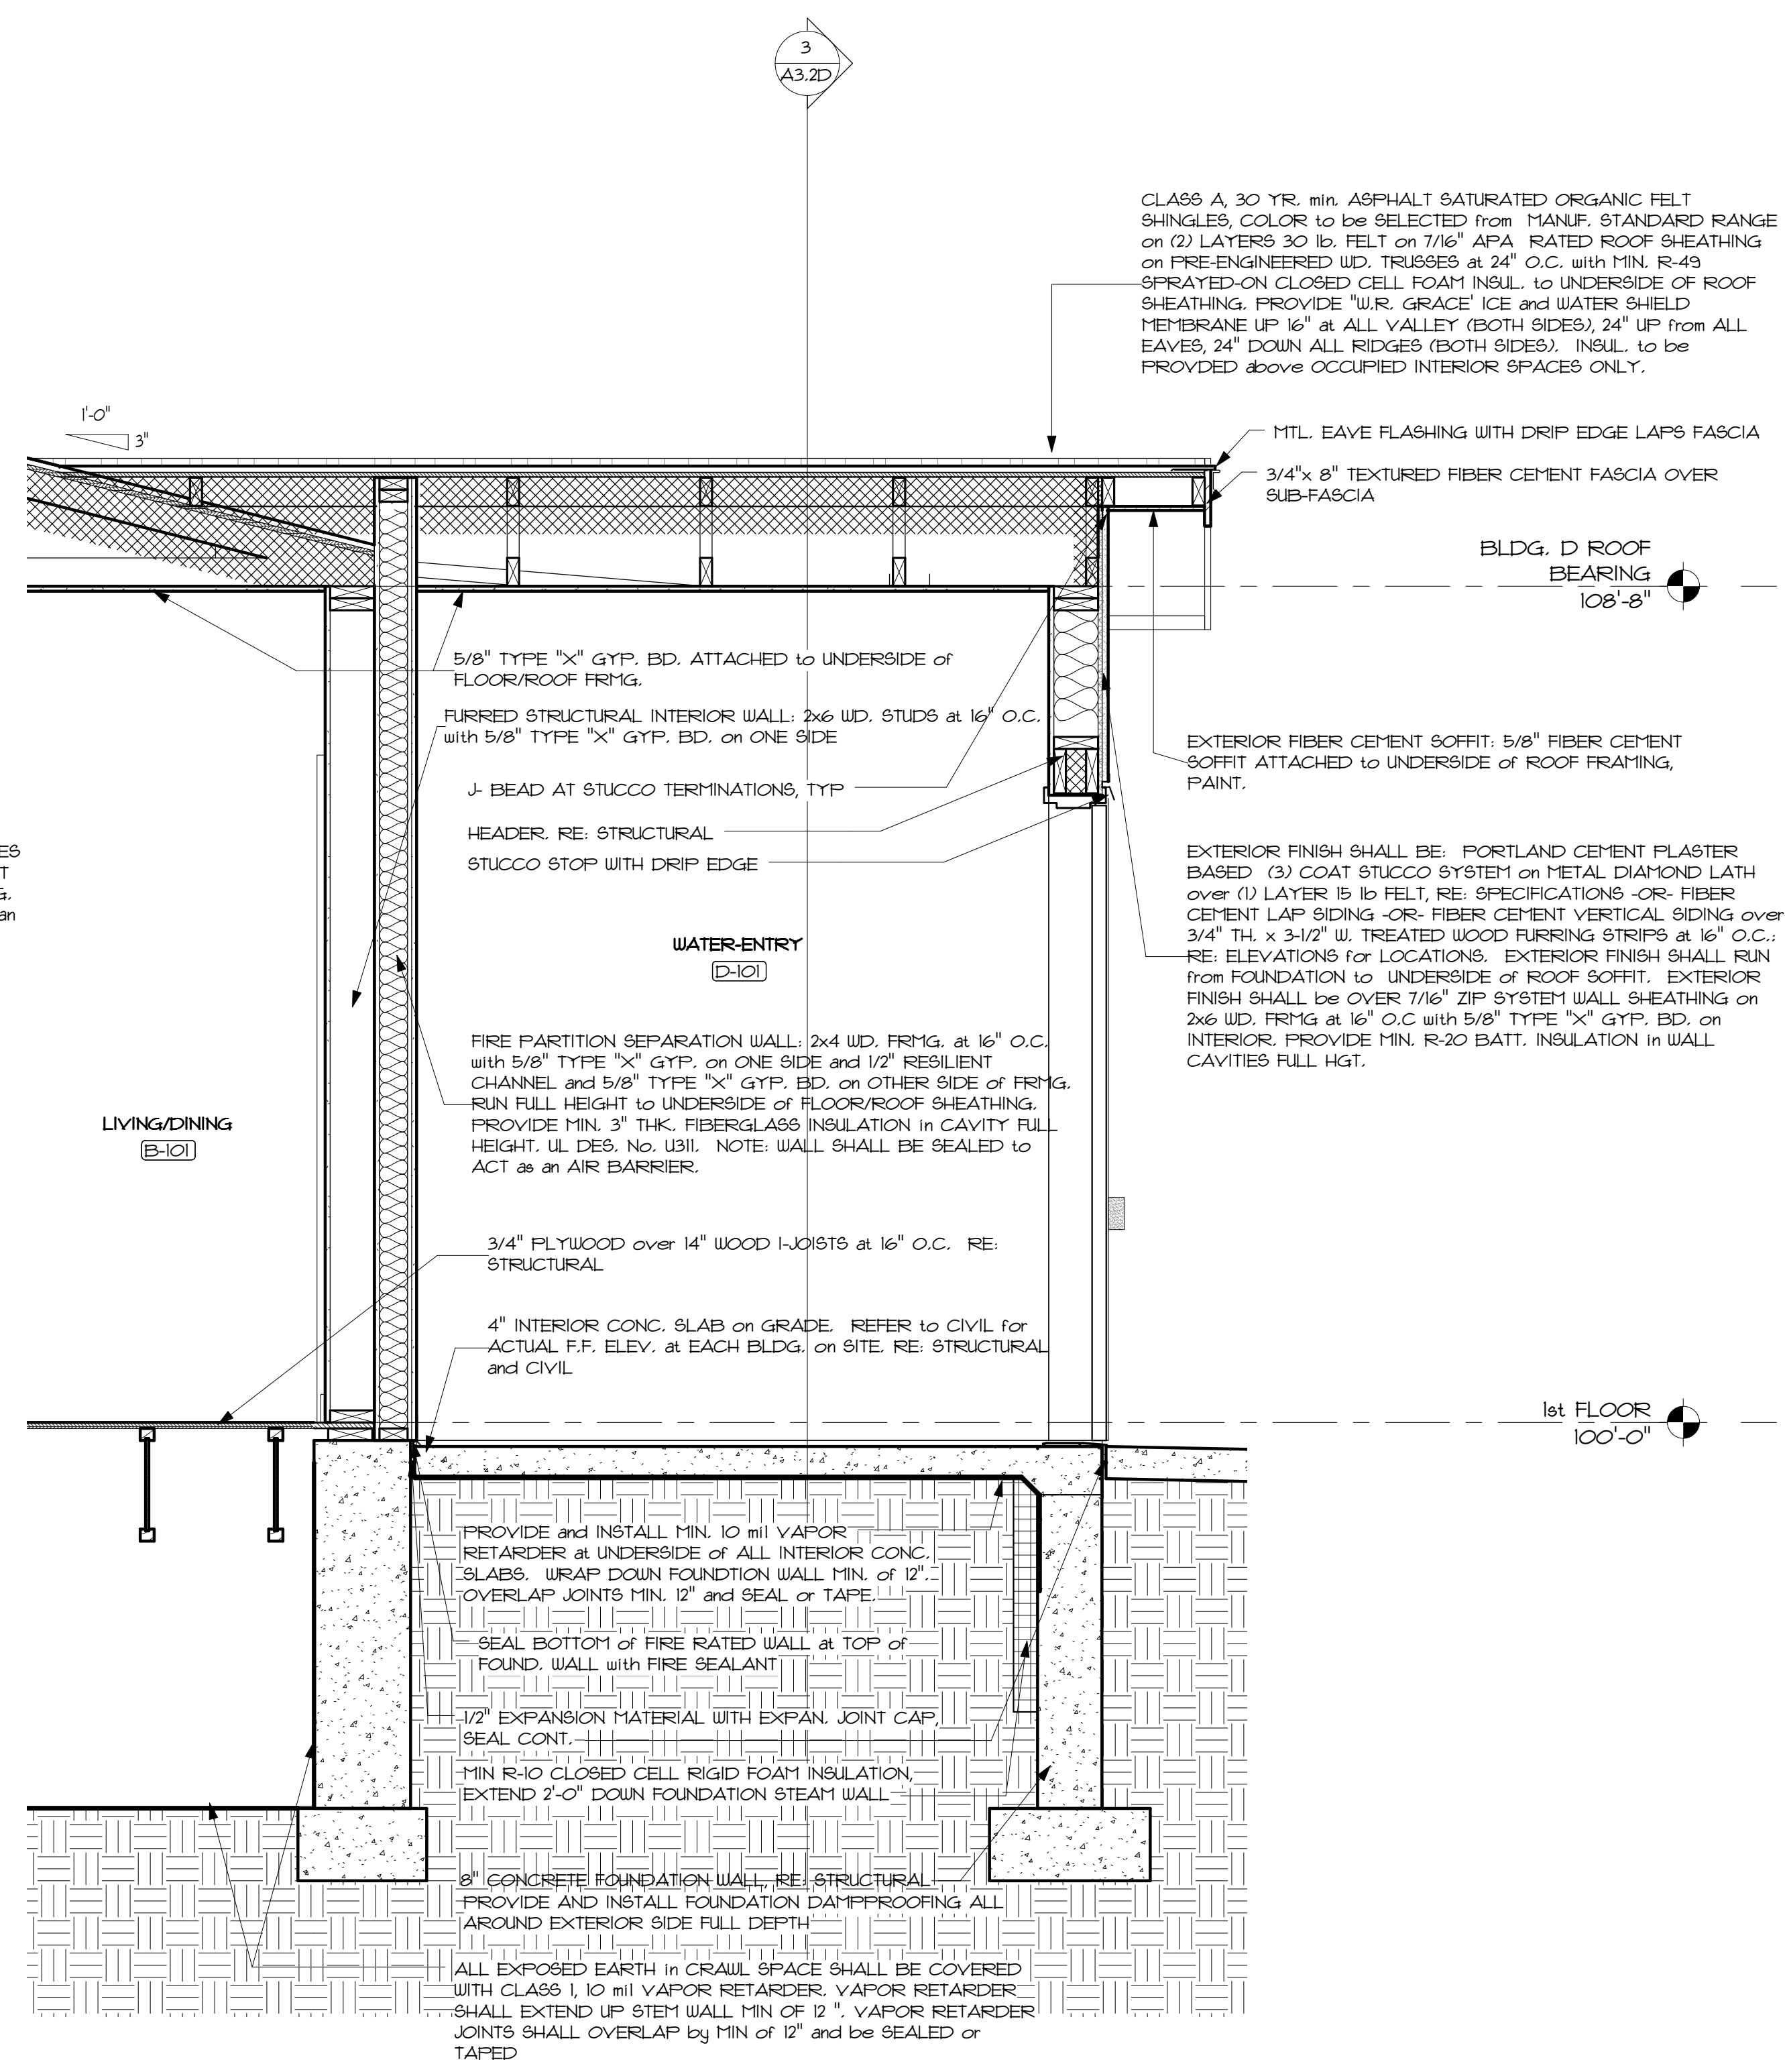 3
A3.2D
CLASS A, 30 YR. min. ASPHALT SATURATED ORGANIC FELT
SHINGLES, COLOR to be SELECTED from MANUF. STANDARD RANGE
on (2) LAYERS 30 lb. FELT on 7/16" APA RATED ROOF SHEATHING
on PRE-ENGINEERED WD. TRUSSES at 24" O.C. with MIN. R-49
SPRAYED-ON CLOSED CELL FOAM INSUL. to UNDERSIDE OF ROOF
SHEATHING. PROVIDE "W.R. GRACE' ICE and WATER SHIELD
MEMBRANE UP 16" at ALL VALLEY (BOTH SIDES), 24" UP from ALL
EAVES, 24" DOWN ALL RIDGES (BOTH SIDES). INSUL. to be
PROVDED above OCCUPIED INTERIOR SPACES ONLY.
1'-0"
3"
MTL. EAVE FLASHING WITH DRIP EDGE LAPS FASCIA
3/4"x 8" TEXTURED FIBER CEMENT FASCIA OVER
SUB-FASCIA
BLDG. D ROOF
BEARING
108'-8"
5/8" TYPE "X" GYP. BD. ATTACHED to UNDERSIDE of
FLOOR/ROOF FRMG.
FURRED STRUCTURAL INTERIOR WALL: 2x6 WD. STUDS at 16" O.C.
with 5/8" TYPE "X" GYP. BD. on ONE SIDE
J- BEAD AT STUCCO TERMINATIONS, TYP
HEADER. RE: STRUCTURAL
STUCCO STOP WITH DRIP EDGE
EXTERIOR FIBER CEMENT SOFFIT: 5/8" FIBER CEMENT
SOFFIT ATTACHED to UNDERSIDE of ROOF FRAMING,
PAINT.
ES
T
G.
an
EXTERIOR FINISH SHALL BE: PORTLAND CEMENT PLASTER
BASED (3) COAT STUCCO SYSTEM on METAL DIAMOND LATH
over (1) LAYER 15 lb FELT, RE: SPECIFICATIONS -OR- FIBER
CEMENT LAP SIDING -OR- FIBER CEMENT VERTICAL SIDING over
3/4" TH. x 3-1/2" W. TREATED WOOD FURRING STRIPS at 16" O.C.;
RE: ELEVATIONS for LOCATIONS. EXTERIOR FINISH SHALL RUN
from FOUNDATION to UNDERSIDE of ROOF SOFFIT. EXTERIOR
FINISH SHALL be OVER 7/16" ZIP SYSTEM WALL SHEATHING on
2x6 WD. FRMG at 16" O.C with 5/8" TYPE "X" GYP. BD. on
INTERIOR. PROVIDE MIN. R-20 BATT. INSULATION in WALL
CAVITIES FULL HGT.
WATER-ENTRY
D-101
FIRE PARTITION SEPARATION WALL: 2x4 WD. FRMG. at 16" O.C.
with 5/8" TYPE "X" GYP. on ONE SIDE and 1/2" RESILIENT
CHANNEL and 5/8" TYPE "X" GYP. BD. on OTHER SIDE of FRMG.
RUN FULL HEIGHT to UNDERSIDE of FLOOR/ROOF SHEATHING.
PROVIDE MIN. 3" THK. FIBERGLASS INSULATION in CAVITY FULL
HEIGHT. UL DES. No. U311. NOTE: WALL SHALL BE SEALED to
ACT as an AIR BARRIER.
LIVING/DINING
B-101
3/4" PLYWOOD over 14" WOOD I-JOISTS at 16" O.C. RE:
STRUCTURAL
4" INTERIOR CONC. SLAB on GRADE. REFER to CIVIL for
ACTUAL F.F. ELEV. at EACH BLDG. on SITE. RE: STRUCTURAL
and CIVIL
1st FLOOR
100'-0"
PROVIDE and INSTALL MIN. 10 mil VAPOR
RETARDER at UNDERSIDE of ALL INTERIOR CONC.
SLABS. WRAP DOWN FOUNDTION WALL MIN. of 12".
OVERLAP JOINTS MIN. 12" and SEAL or TAPE.
SEAL BOTTOM of FIRE RATED WALL at TOP of
FOUND. WALL with FIRE SEALANT
1/2" EXPANSION MATERIAL WITH EXPAN. JOINT CAP,
SEAL CONT.
MIN R-10 CLOSED CELL RIGID FOAM INSULATION,
EXTEND 2'-0" DOWN FOUNDATION STEAM WALL
8" CONCRETE FOUNDATION WALL, RE: STRUCTURAL
PROVIDE AND INSTALL FOUNDATION DAMPPROOFING ALL
AROUND EXTERIOR SIDE FULL DEPTH
ALL EXPOSED EARTH in CRAWL SPACE SHALL BE COVERED
WITH CLASS 1, 10 mil VAPOR RETARDER. VAPOR RETARDER
SHALL EXTEND UP STEM WALL MIN OF 12 ". VAPOR RETARDER
JOINTS SHALL OVERLAP by MIN of 12" and be SEALED or
TAPED